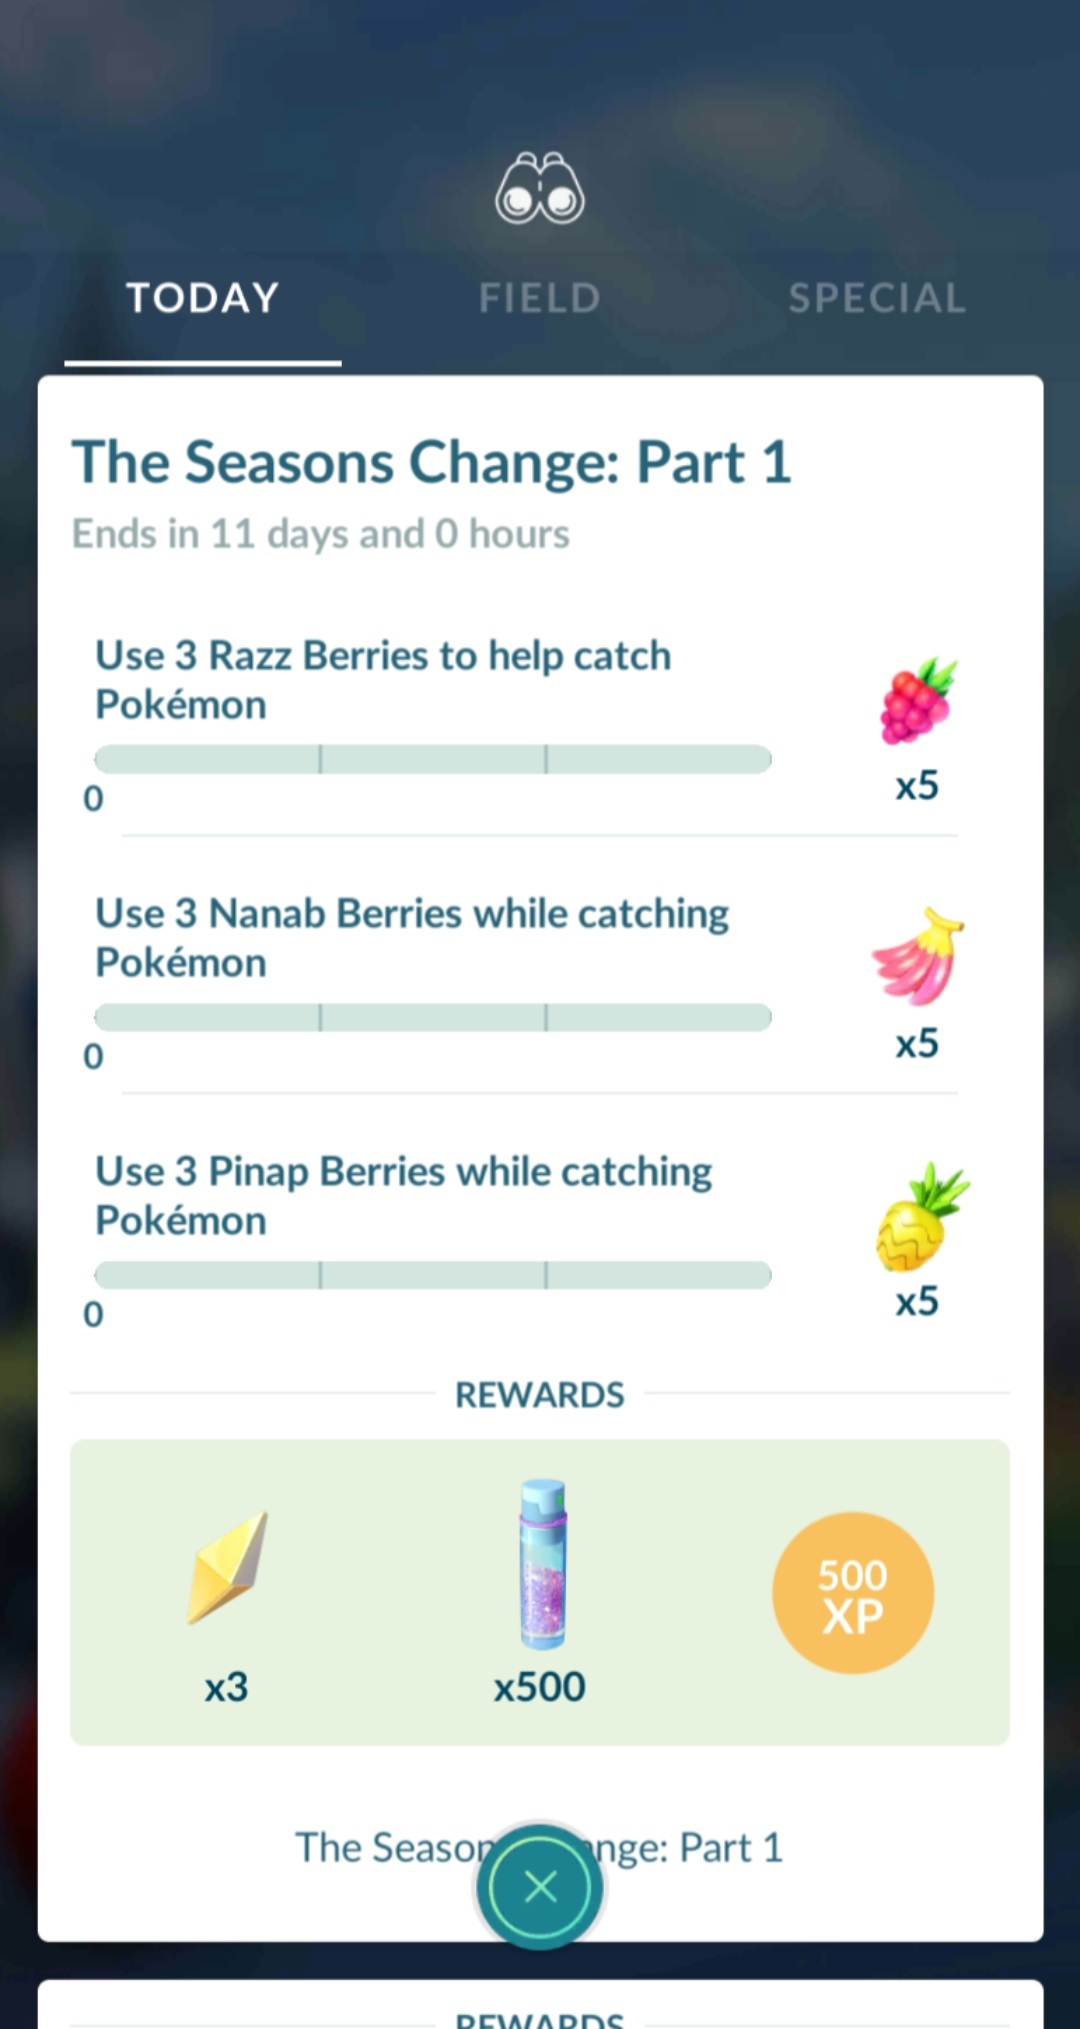 TODAY
FIELD
SPECIAL
The Seasons Change: Part 1
Ends in 11 days and 0 hours
Use 3 Razz Berries to help catch
Pokémon
x5
0
Use 3 Nanab Berries while catching
Pokémon
x5
0
Use 3 Pinap Berries while catching
Pokémon
x5
0
REWARDS
500
XP
x3
x500
The Season nge: Part 1
REWARDS